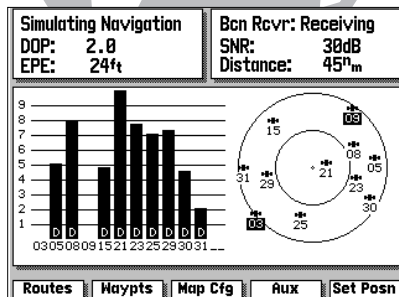 Simulating Navigation
DOP: 2.0
EPE: 24ft
Bcn Rcvr: Receiving
SNR: 30dB
Distance: 45nm
9
8
7
6
5
4
3
2
1
D D D D D D D D D D
03 05 08 09 15 21 23 25 29 30 31 __
09
15
08
05
21
31
29
23
30
03
25
Routes Waypts Map Cfg Aux Set Posn